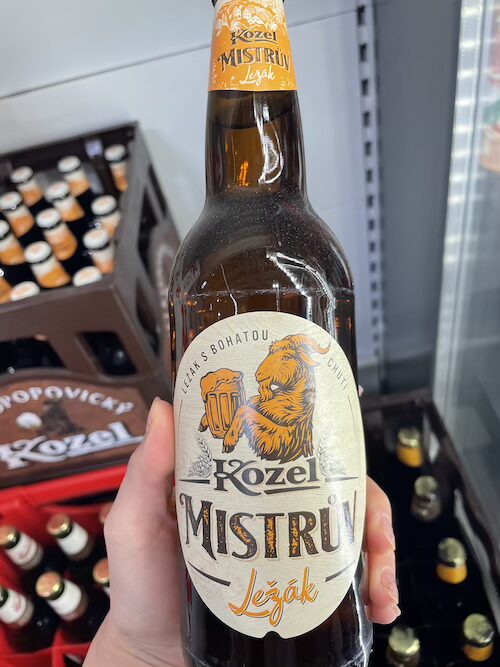 Kozel
MISTRŮV
Ležák
LEŽÁK S BOHATOU CHUTÍ
Kozel
MISTRŮV
Ležák
POPOVICKÝ
Kozel